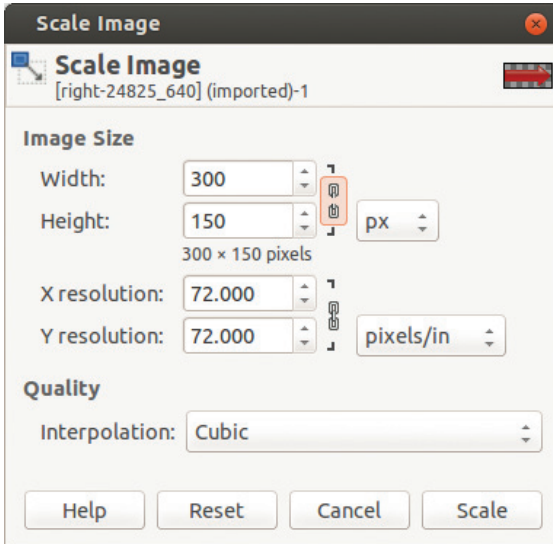 Scale Image
Scale Image
[right-24825_640] (imported)-1
Image Size
Width: 300
Height: 150 px
300 × 150 pixels
X resolution: 72.000
Y resolution: 72.000 pixels/in
Quality
Interpolation: Cubic
Help Reset Cancel Scale